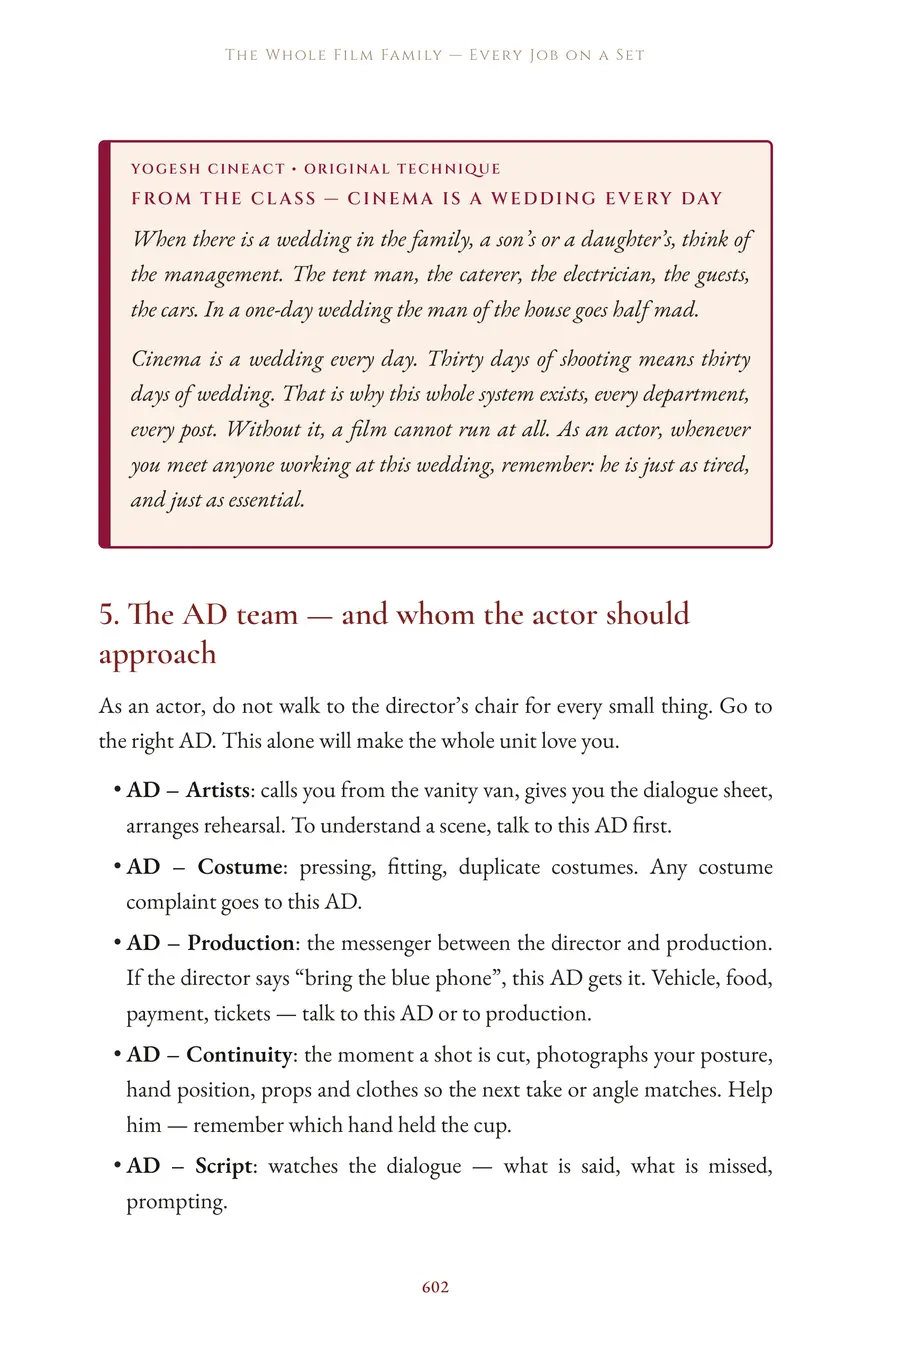 The Whole Film Family — Every Job on a Set
YOGESH CINEACT • ORIGINAL TECHNIQUE
FROM THE CLASS — CINEMA IS A WEDDING EVERY DAY
When there is a wedding in the family, a son’s or a daughter’s, think of
the management. The tent man, the caterer, the electrician, the guests,
the cars. In a one-day wedding the man of the house goes half mad.
Cinema is a wedding every day. Thirty days of shooting means thirty
days of wedding. That is why this whole system exists, every department,
every post. Without it, a film cannot run at all. As an actor, whenever
you meet anyone working at this wedding, remember: he is just as tired,
and just as essential.
5. The AD team — and whom the actor should
approach
As an actor, do not walk to the director’s chair for every small thing. Go to
the right AD. This alone will make the whole unit love you.
• AD – Artists: calls you from the vanity van, gives you the dialogue sheet,
arranges rehearsal. To understand a scene, talk to this AD first.
• AD – Costume: pressing, fitting, duplicate costumes. Any costume
complaint goes to this AD.
• AD – Production: the messenger between the director and production.
If the director says “bring the blue phone”, this AD gets it. Vehicle, food,
payment, tickets — talk to this AD or to production.
• AD – Continuity: the moment a shot is cut, photographs your posture,
hand position, props and clothes so the next take or angle matches. Help
him — remember which hand held the cup.
• AD – Script: watches the dialogue — what is said, what is missed,
prompting.
602